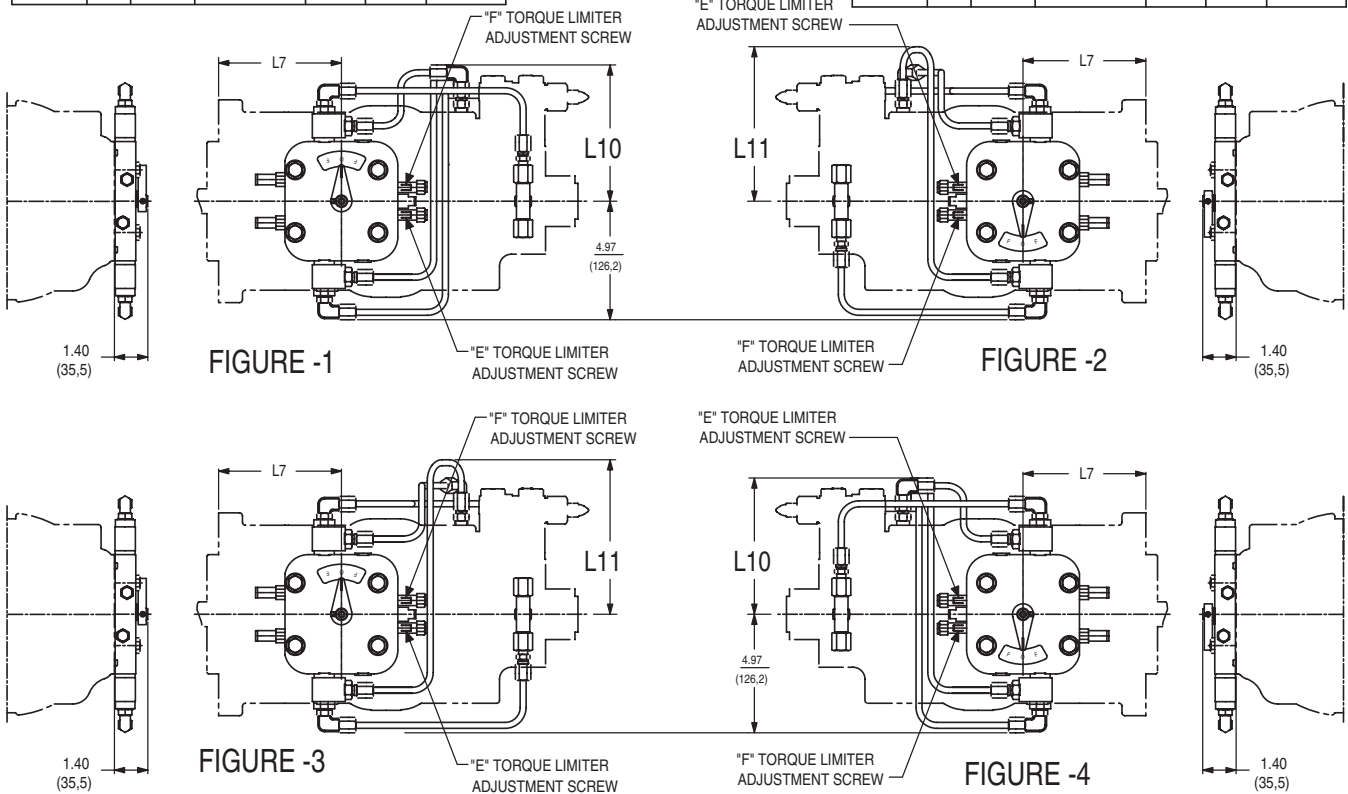 "F" TORQUE LIMITER
ADJUSTMENT SCREW
"E" TORQUE LIMITER
ADJUSTMENT SCREW
L7
L10
4.97
(126,2)
F O F
1.40
(35,5)
FIGURE -1
"E" TORQUE LIMITER
ADJUSTMENT SCREW
L7
L11
F O F
"F" TORQUE LIMITER
ADJUSTMENT SCREW
FIGURE -2
1.40
(35,5)
"F" TORQUE LIMITER
ADJUSTMENT SCREW
"E" TORQUE LIMITER
ADJUSTMENT SCREW
L7
L11
F O F
1.40
(35,5)
FIGURE -3
"E" TORQUE LIMITER
ADJUSTMENT SCREW
L7
L10
4.97
(126,2)
F O F
"F" TORQUE LIMITER
ADJUSTMENT SCREW
FIGURE -4
1.40
(35,5)